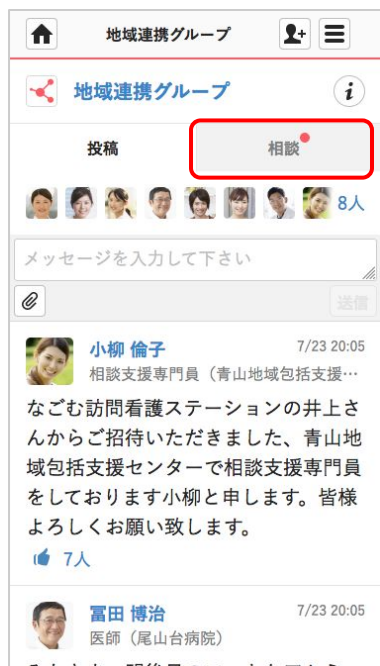 地域連携グループ
地域連携グループ
i
投稿
相談
8人
メッセージを入力して下さい
送信
小柳 倫子
7/23 20:05
相談支援専門員（青山地域包括支援…
なごむ訪問看護ステーションの井上さ
んからご招待いただきました、青山地
域包括支援センターで相談支援専門員
をしております小柳と申します。皆様
よろしくお願い致します。
7人
冨田 博治
7/23 20:05
医師（尾山台病院）